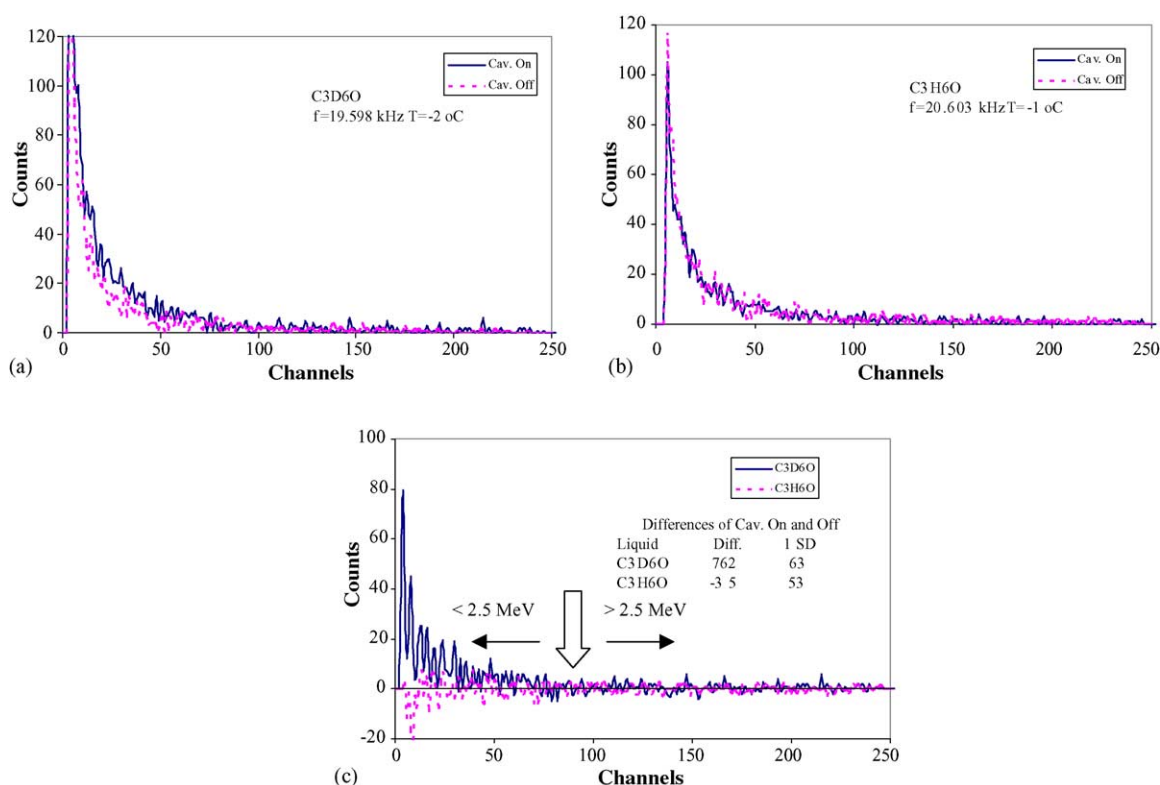 120
100
80
60
40
20
0
Counts
Cav. On
Cav. Off
C3D6O
f=19.598 kHz T=-2 oC
0 50 100 150 200 250
Channels
(a)
120
100
80
60
40
20
0
Counts
Cav. On
Cav. Off
C3H6O
f=20.603 kHz T=-1 oC
0 50 100 150 200 250
Channels
(b)
100
80
60
40
20
0
-20
Counts
C3D6O
C3H6O
Differences of Cav. On and Off
Liquid Diff. 1 SD
C3D6O 762 63
C3H6O -3 5 53
< 2.5 MeV > 2.5 MeV
0 50 100 150 200 250
Channels
(c)